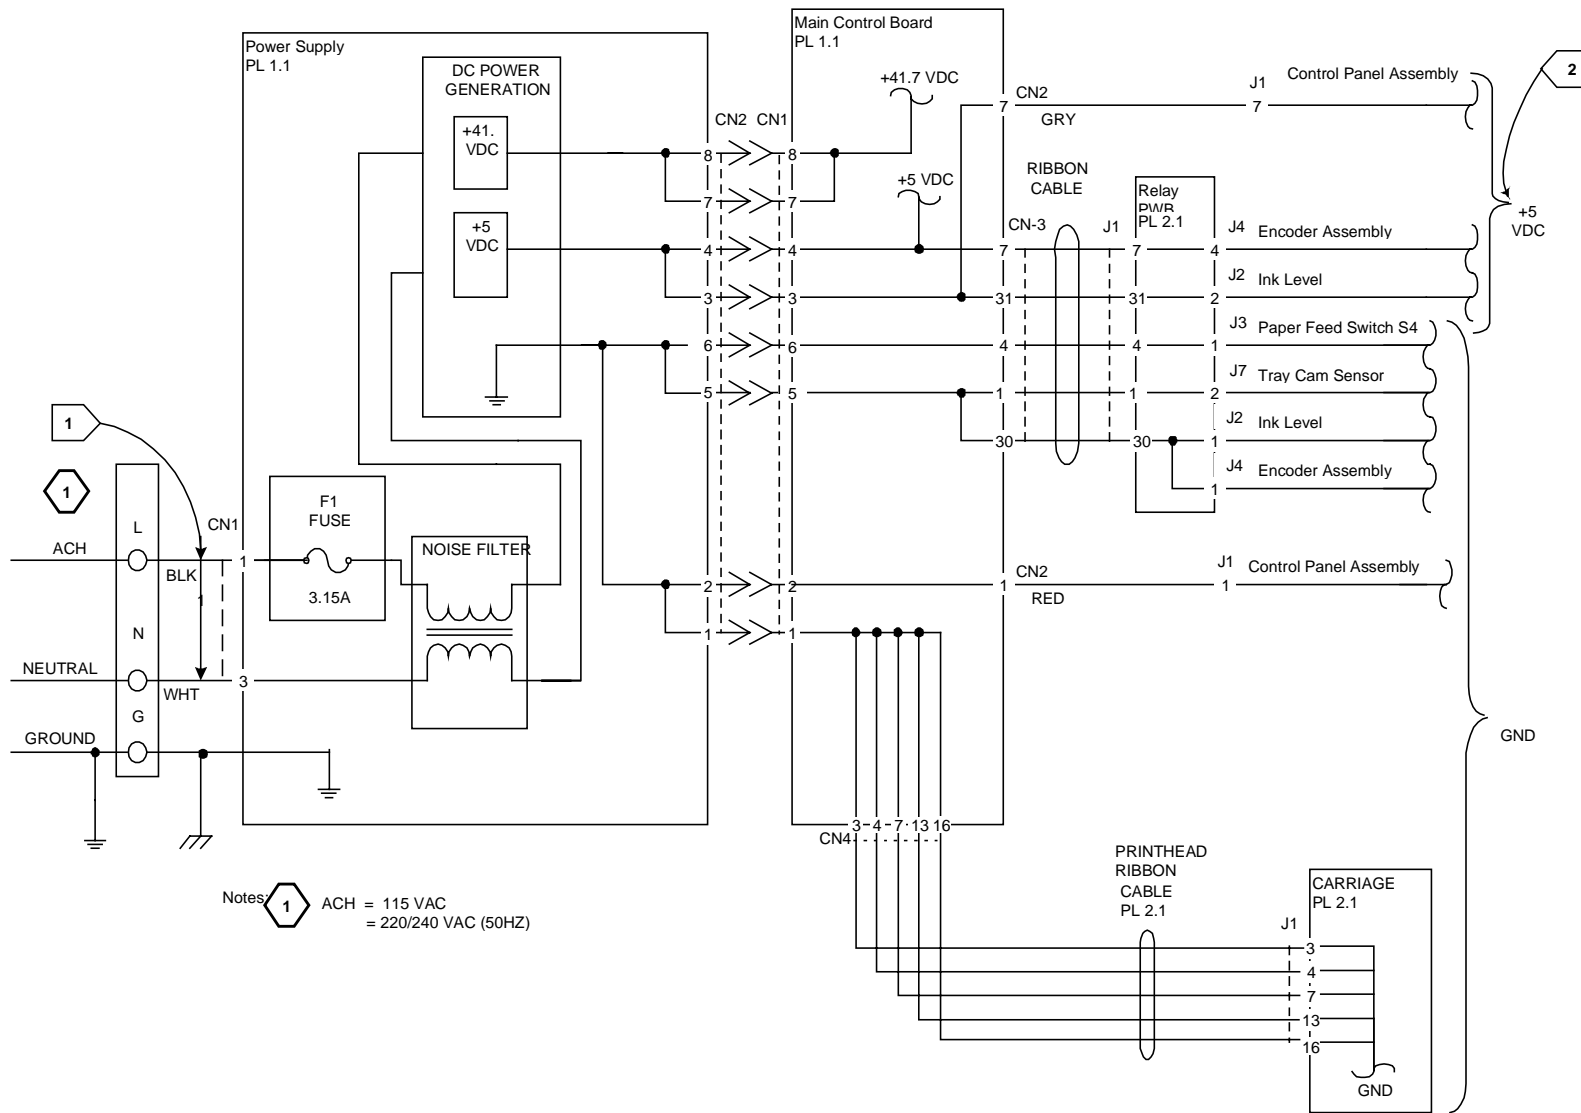 Power Supply
PL 1.1
DC POWER
GENERATION
+41.
VDC
+5
VDC
CN2 CN1
8 8
7 7
4 4
3 3
6 6
5 5
2 2
1 1
Main Control Board
PL 1.1
+41.7 VDC
+5 VDC
7 CN2
GRY
J1
7
Control Panel Assembly
2
RIBBON
CABLE
CN-3
J1
Relay
PWB
PL 2.1
+5
VDC
7 7 4 J4 Encoder Assembly
31 31 2 J2 Ink Level
4 4 1 J3 Paper Feed Switch S4
1 1 2 J7 Tray Cam Sensor
30 30 1 J2 Ink Level
1 J4 Encoder Assembly
1 CN2
RED
J1
1
Control Panel Assembly
GND
1
1
L
ACH
BLK
CN1
1
1
F1
FUSE
3.15A
NOISE FILTER
N
NEUTRAL
WHT
3
G
GROUND
3 4 7 13 16
CN4
Notes:
1
ACH = 115 VAC
= 220/240 VAC (50HZ)
PRINTHEAD
RIBBON
CABLE
PL 2.1
CARRIAGE
PL 2.1
J1
3
4
7
13
16
GND